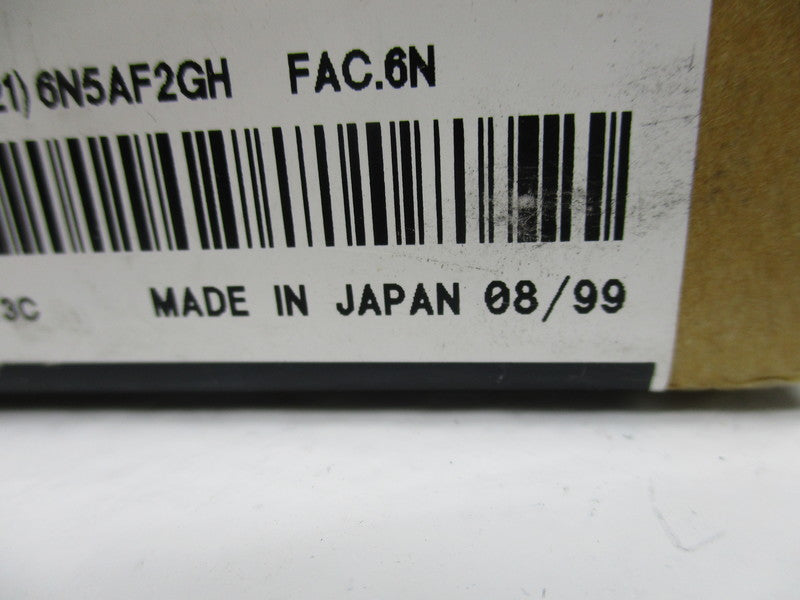 21) 6N5AF2GH FAC.6N
3C MADE IN JAPAN 08/99